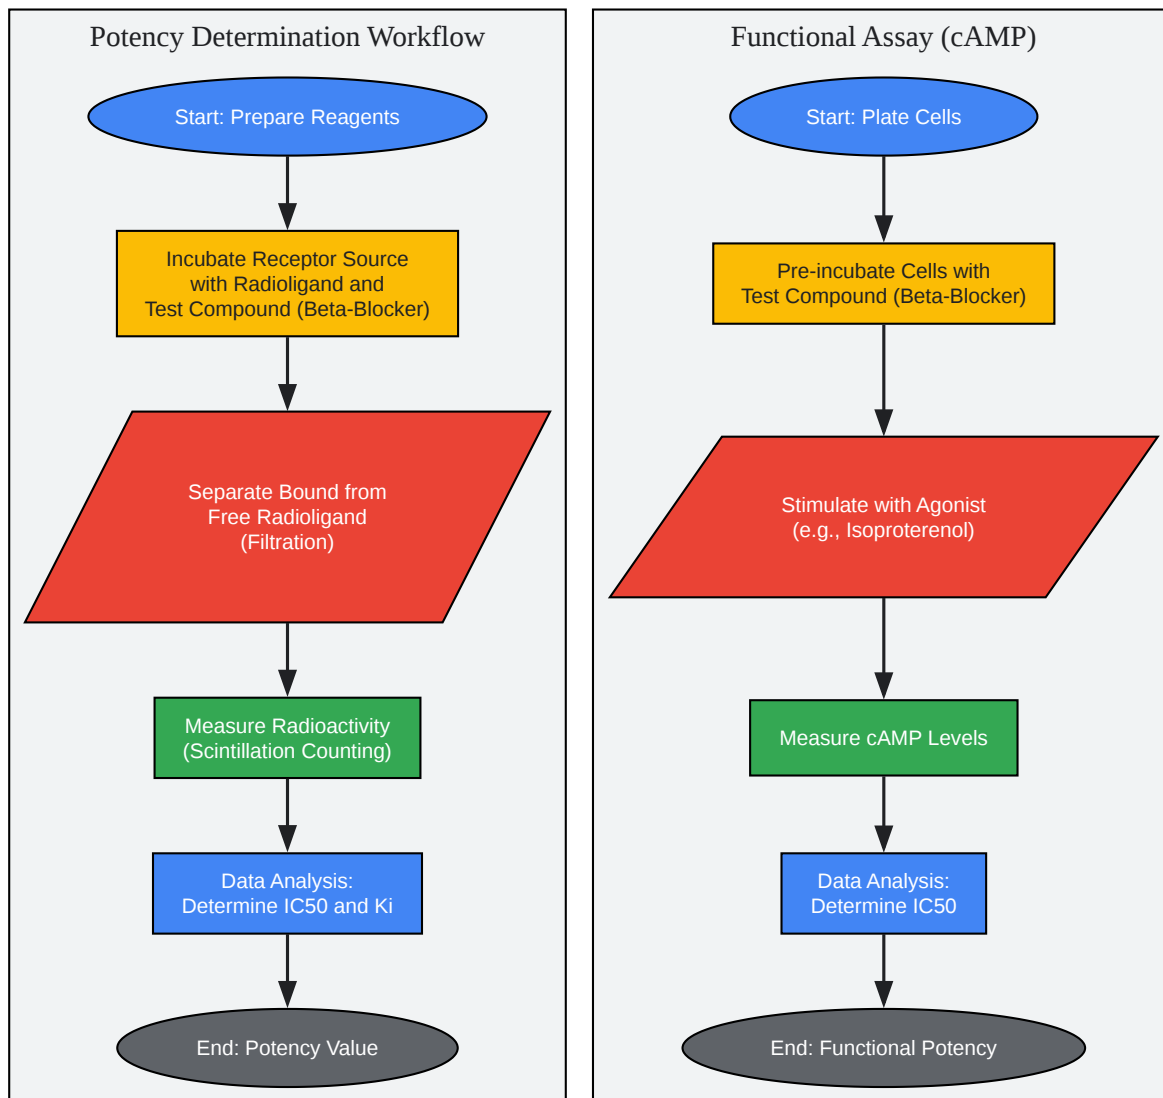 Potency Determination Workflow
Start: Prepare Reagents
Incubate Receptor Source
with Radioligand and
Test Compound (Beta-Blocker)
Separate Bound from
Free Radioligand
(Filtration)
Measure Radioactivity
(Scintillation Counting)
Data Analysis:
Determine IC50 and Ki
End: Potency Value
Functional Assay (cAMP)
Start: Plate Cells
Pre-incubate Cells with
Test Compound (Beta-Blocker)
Stimulate with Agonist
(e.g., Isoproterenol)
Measure cAMP Levels
Data Analysis:
Determine IC50
End: Functional Potency